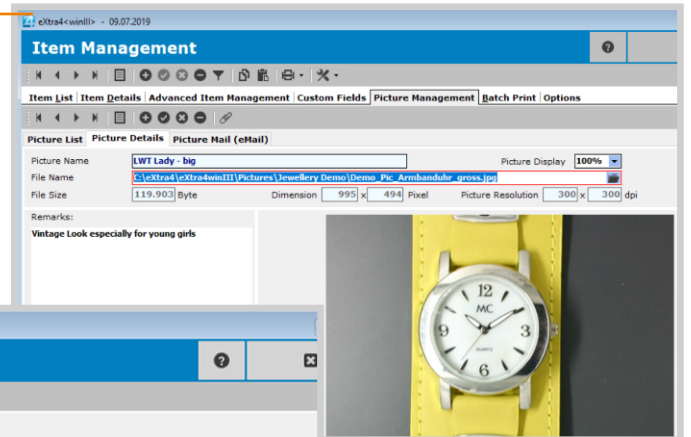 eXtra4<winIII> - 09.07.2019
Item Management
Item List Item Details Advanced Item Management Custom Fields Picture Management Batch Print Options
Picture List Picture Details Picture Mail (eMail)
Picture Name LWT Lady - big Picture Display 100%
File Name C:\eXtra4\eXtra4winIII\Pictures\Jewellery Demo\Demo_Pic_Armbanduhr_gross.jpg
File Size 119.903 Byte Dimension 995 x 494 Pixel Picture Resolution 300 x 300 dpi
Remarks:
Vintage Look especially for young girls
12
MC
9 3
QUARTZ
6